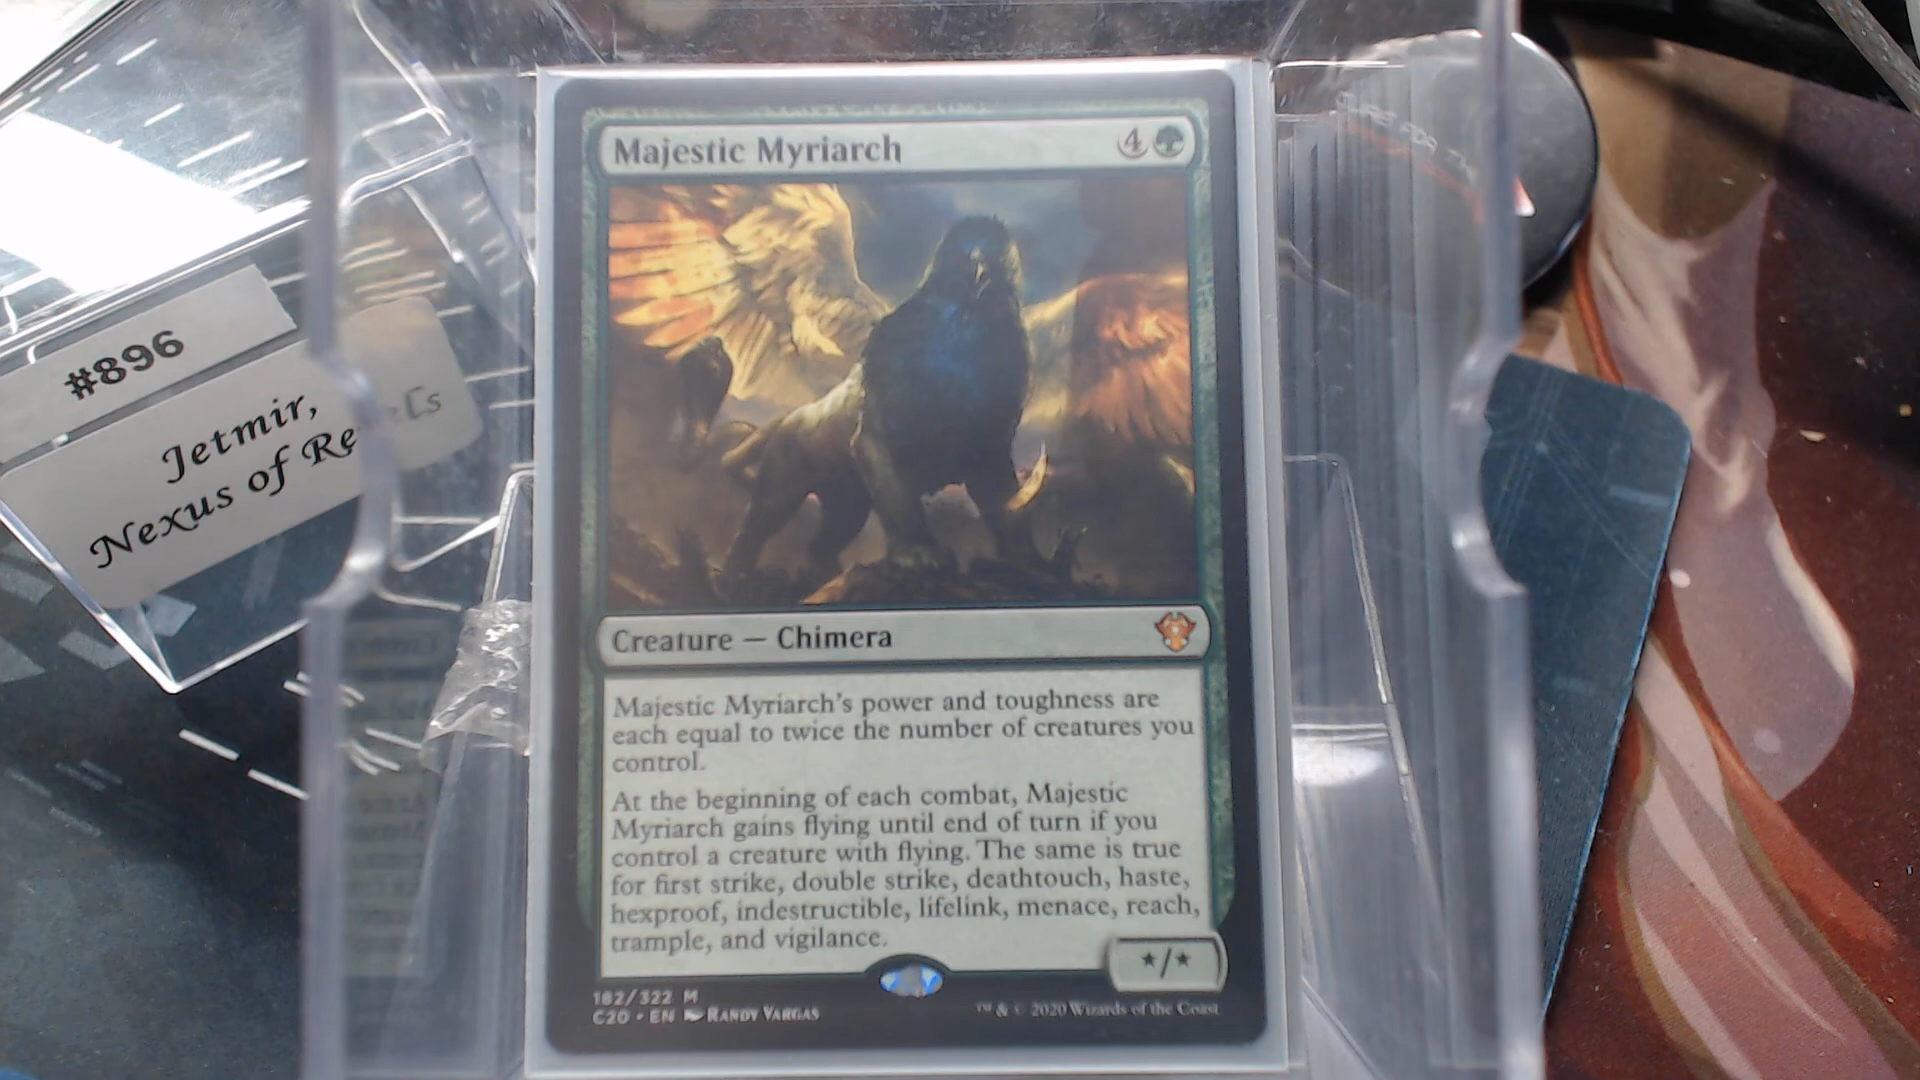 Majestic Myriarch
4
Creature — Chimera
Majestic Myriarch's power and toughness are
each equal to twice the number of creatures you
control.
At the beginning of each combat, Majestic
Myriarch gains flying until end of turn if you
control a creature with flying. The same is true
for first strike, double strike, deathtouch, haste,
hexproof, indestructible, lifelink, menace, reach,
trample, and vigilance.
*/*
182/322 M
C20 • EN Randy Vargas
™ & © 2020 Wizards of the Coast
#896
Jetmir,
Nexus of Revels